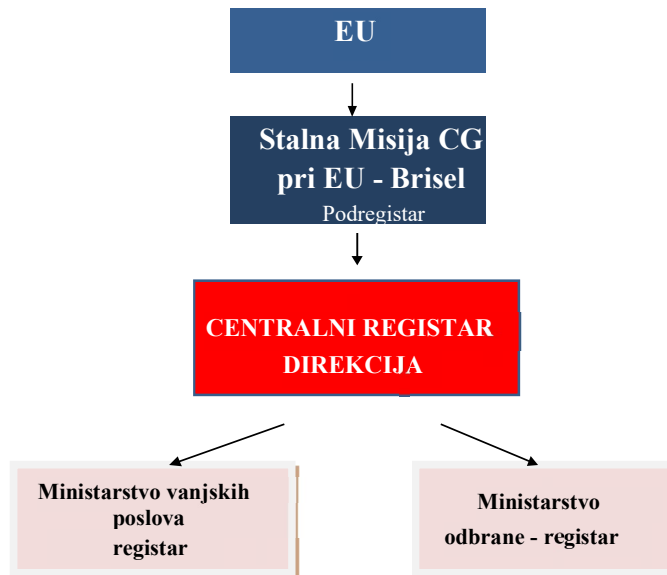 EU
Stalna Misija CG
pri EU - Brisel
Podregistar
CENTRALNI REGISTAR
DIREKCIJA
Ministarstvo vanjskih
poslova
registar
Ministarstvo
odbrane - registar